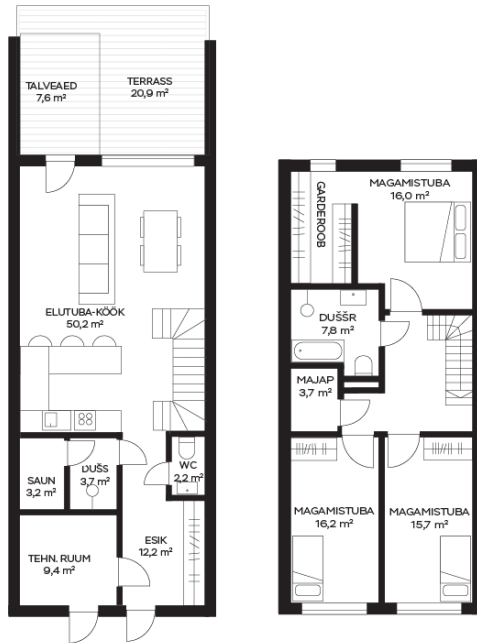 TALVEAED
7,6 m²
TERRASS
20,9 m²
ELUTUBA-KÖÖK
50,2 m²
SAUN
3,2 m²
DUŠS
3,7 m²
WC
2,2 m²
TEHN. RUUM
9,4 m²
ESIK
12,2 m²
GARDEROOB
MAGAMISTUBA
16,0 m²
DUŠŠR
7,8 m²
MAJAP
3,7 m²
MAGAMISTUBA
16,2 m²
MAGAMISTUBA
15,7 m²